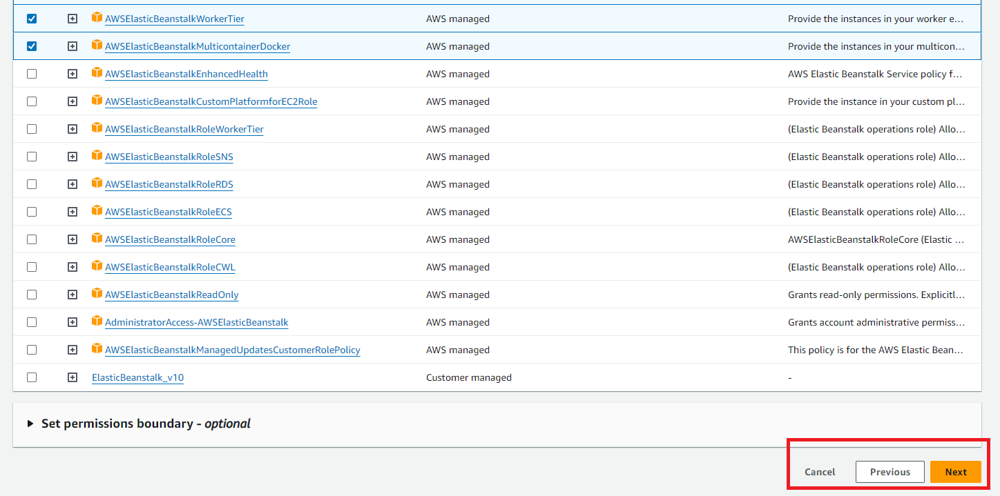 AWSElasticBeanstalkWorkerTier AWS managed Provide the instances in your worker e...
AWSElasticBeanstalkMulticontainerDocker AWS managed Provide the instances in your multicon...
AWSElasticBeanstalkEnhancedHealth AWS managed AWS Elastic Beanstalk Service policy f...
AWSElasticBeanstalkCustomPlatformforEC2Role AWS managed Provide the instance in your custom pl...
AWSElasticBeanstalkRoleWorkerTier AWS managed (Elastic Beanstalk operations role) Allo...
AWSElasticBeanstalkRoleSNS AWS managed (Elastic Beanstalk operations role) Allo...
AWSElasticBeanstalkRoleRDS AWS managed (Elastic Beanstalk operations role) Allo...
AWSElasticBeanstalkRoleECS AWS managed (Elastic Beanstalk operations role) Allo...
AWSElasticBeanstalkRoleCore AWS managed AWSElasticBeanstalkRoleCore (Elastic ...
AWSElasticBeanstalkRoleCWL AWS managed (Elastic Beanstalk operations role) Allo...
AWSElasticBeanstalkReadOnly AWS managed Grants read-only permissions. Explicitl...
AdministratorAccess-AWSElasticBeanstalk AWS managed Grants account administrative permiss...
AWSElasticBeanstalkManagedUpdatesCustomerRolePolicy AWS managed This policy is for the AWS Elastic Bean...
ElasticBeanstalk_v10 Customer managed -
Set permissions boundary - optional
Cancel Previous Next